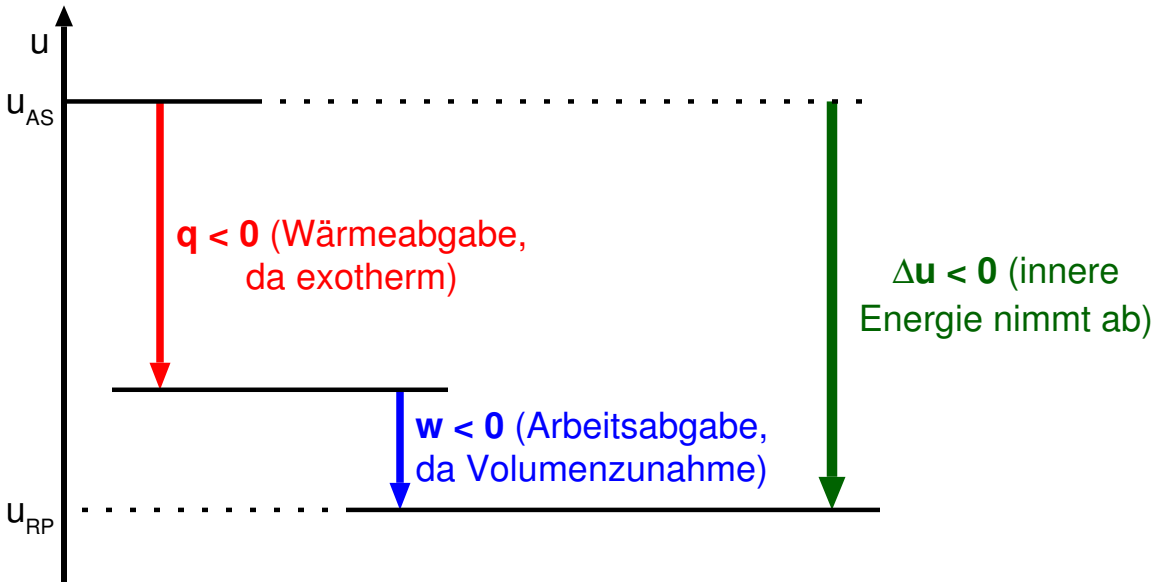 u
u_AS
q < 0 (Wärmeabgabe,
da exotherm)
Δu < 0 (innere
Energie nimmt ab)
w < 0 (Arbeitsabgabe,
da Volumenzunahme)
u_RP